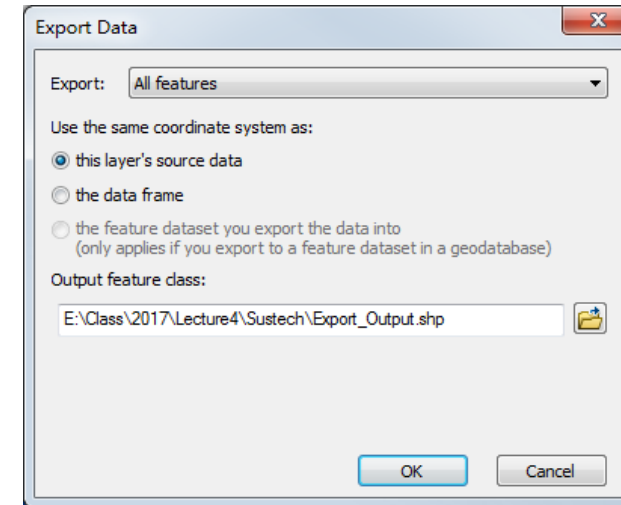 Export Data
Export: All features
Use the same coordinate system as:
this layer's source data
the data frame
the feature dataset you export the data into
(only applies if you export to a feature dataset in a geodatabase)
Output feature class:
E:\Class\2017\Lecture4\Sustech\Export_Output.shp
OK Cancel